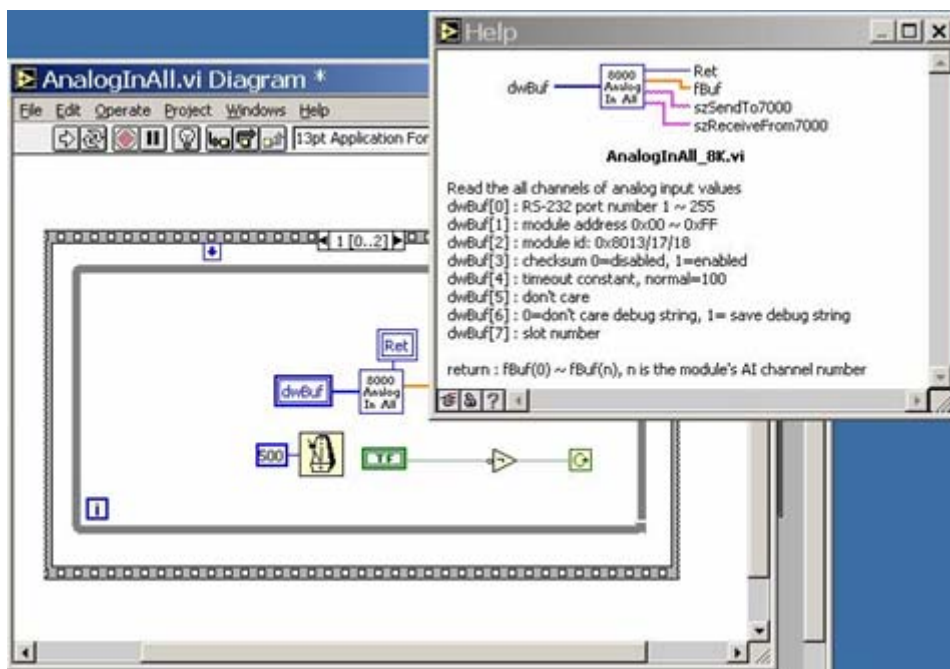 Help
dwBuf
8000
Analog
In All
Ret
fBuf
szSendTo7000
szReceiveFrom7000
AnalogInAll_8K.vi
Read the all channels of analog input values
dwBuf[0] : RS-232 port number 1 ~ 255
dwBuf[1] : module address 0x00 ~ 0xFF
dwBuf[2] : module id: 0x8013/17/18
dwBuf[3] : checksum 0=disabled, 1=enabled
dwBuf[4] : timeout constant, normal=100
dwBuf[5] : don't care
dwBuf[6] : 0=don't care debug string, 1= save debug string
dwBuf[7] : slot number
return : fBuf(0) ~ fBuf(n), n is the module's AI channel number
?
AnalogInAll.vi Diagram *
File Edit Operate Project Windows Help
13pt Application For
1 [0..2]
Ret
dwBuf
8000
Analog
In All
500
TF
i